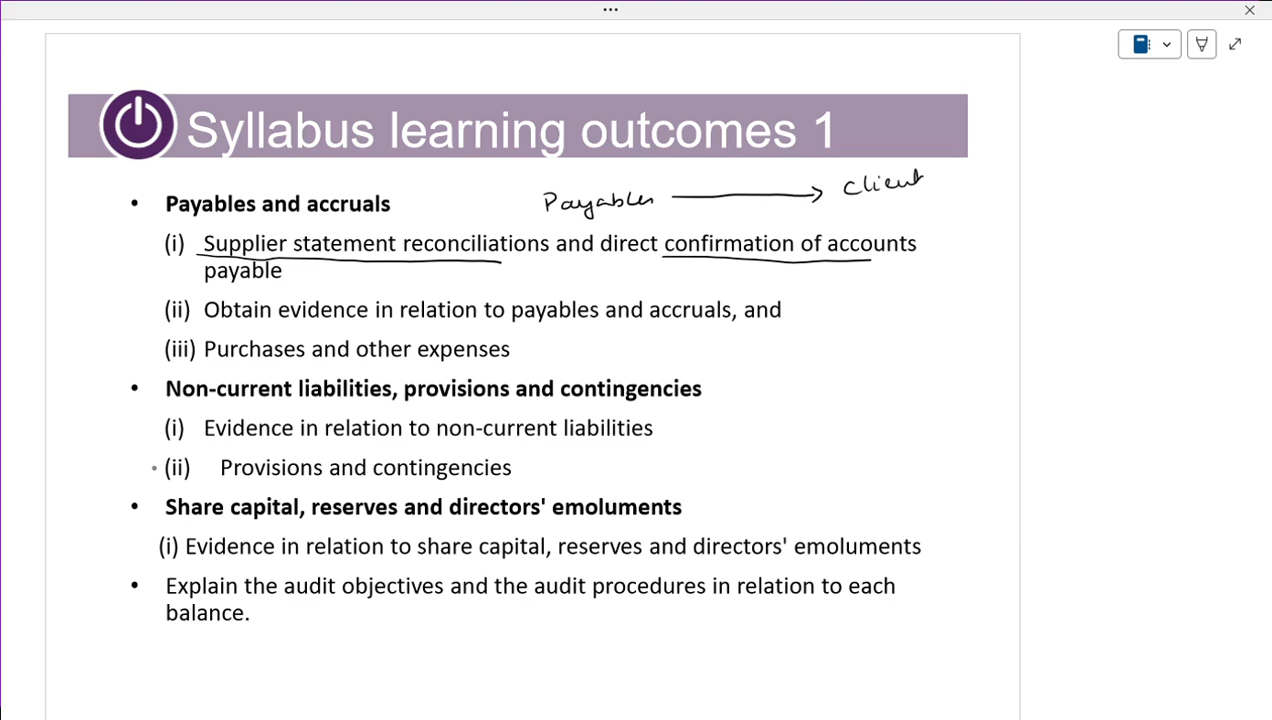 Syllabus learning outcomes 1
Payables → client
• Payables and accruals
(i) Supplier statement reconciliations and direct confirmation of accounts
payable
(ii) Obtain evidence in relation to payables and accruals, and
(iii) Purchases and other expenses
• Non-current liabilities, provisions and contingencies
(i) Evidence in relation to non-current liabilities
(ii) Provisions and contingencies
• Share capital, reserves and directors' emoluments
(i) Evidence in relation to share capital, reserves and directors' emoluments
• Explain the audit objectives and the audit procedures in relation to each
balance.